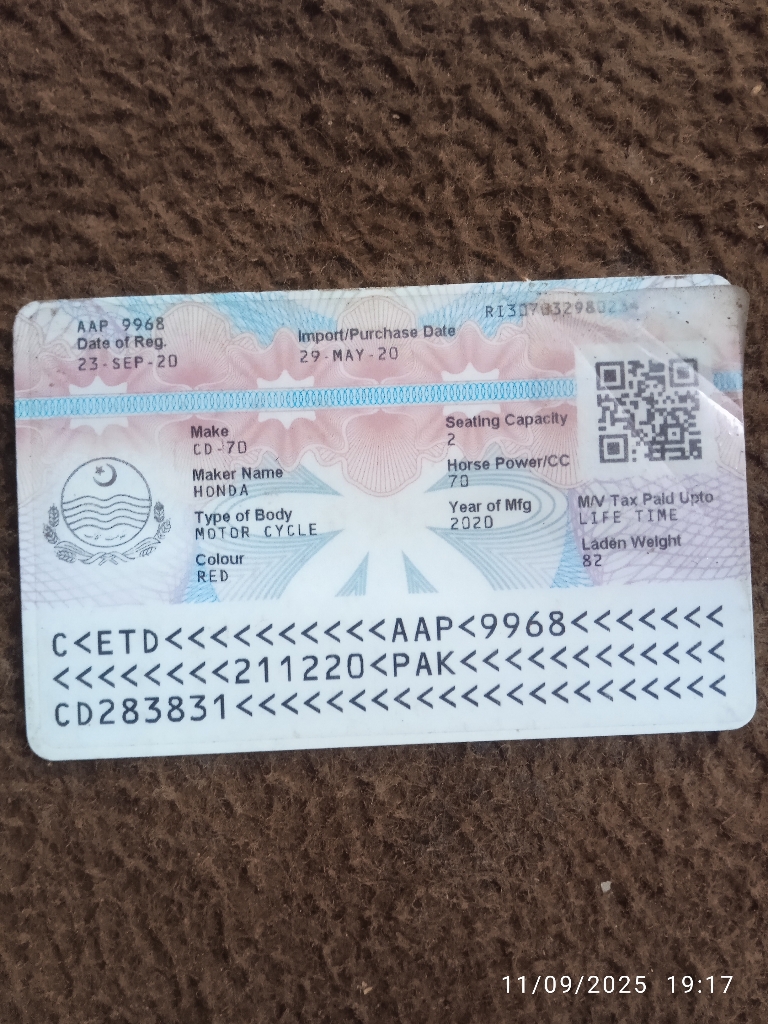 AAP 9968
Date of Reg.
23-SEP-20
Import/Purchase Date
29-MAY-20
RI307032980234
Make
CD-70
Maker Name
HONDA
Type of Body
MOTOR CYCLE
Colour
RED
Seating Capacity
2
Horse Power/CC
70
Year of Mfg
2020
M/V Tax Paid Upto
LIFE TIME
Laden Weight
82
C<ETD<<<<<<<<<<AAP<9968<<<<<<<
<<<<<<<<211220<PAK<<<<<<<<<<<<
CD283831<<<<<<<<<<<<<<<<<<<<<<
11/09/2025 19:17